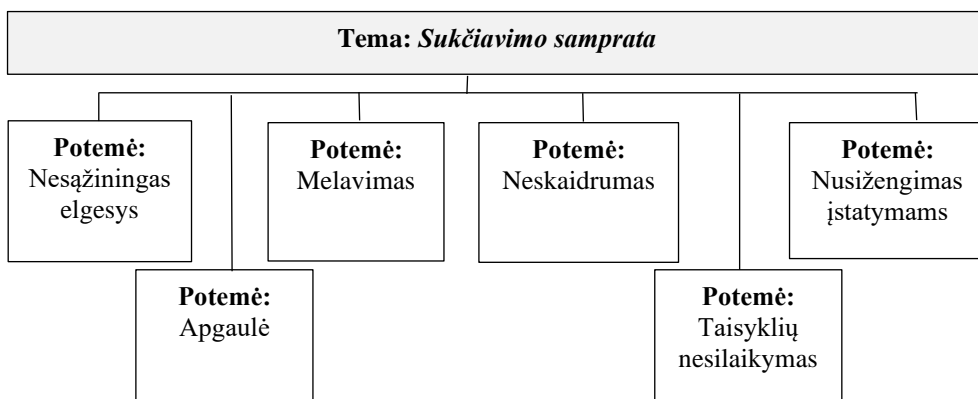 Tema: Sukčiavimo samprata
Potemė:
Nesąžiningas
elgesys
Potemė:
Melavimas
Potemė:
Neskaidrumas
Potemė:
Nusižengimas
įstatymams
Potemė:
Apgaulė
Potemė:
Taisyklių
nesilaikymas